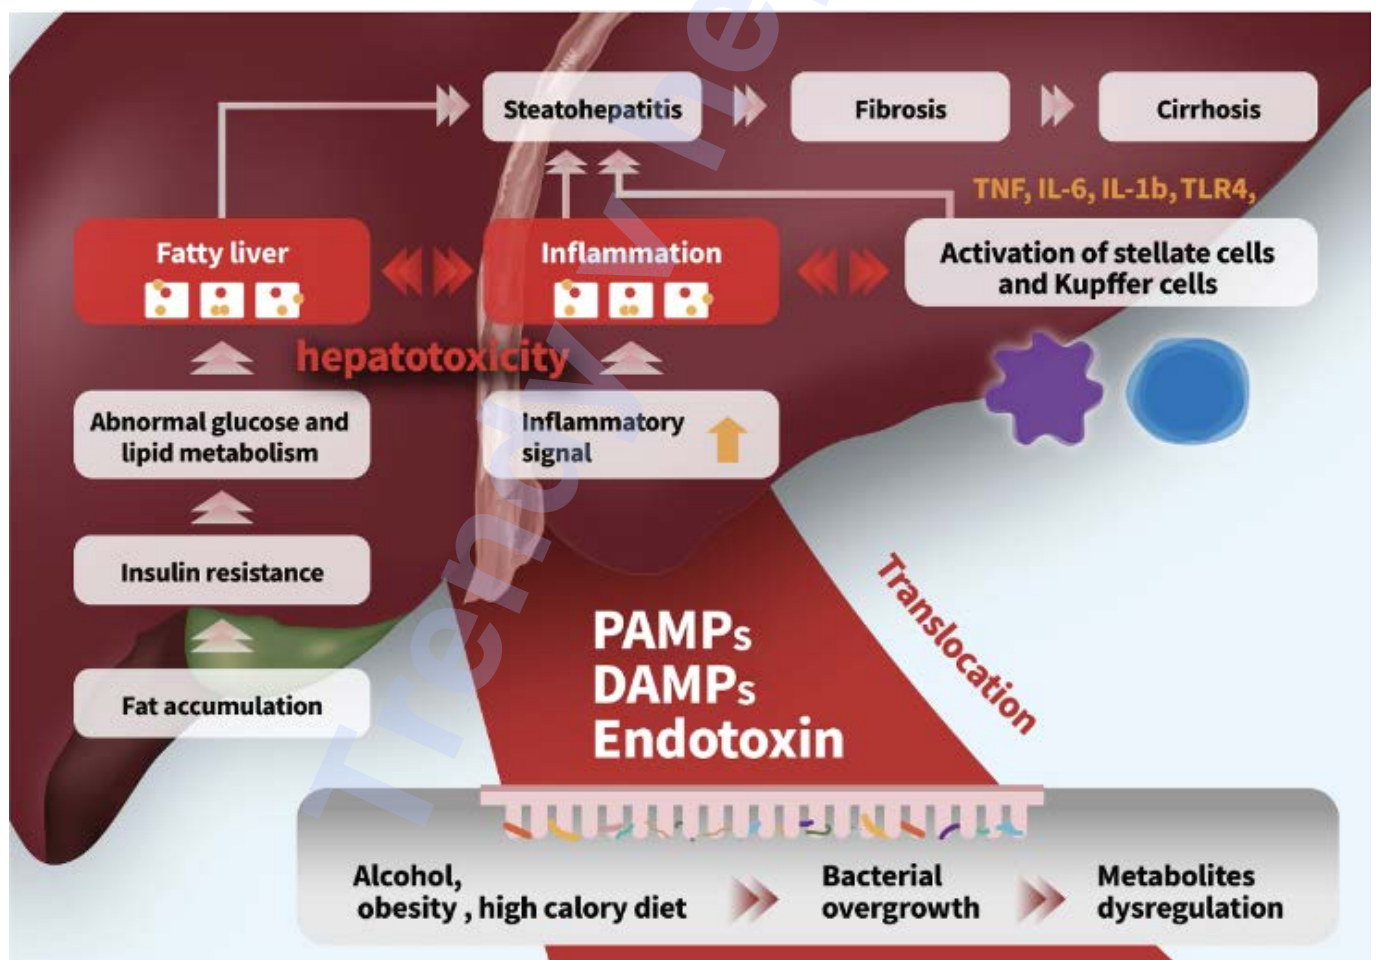 Steatohepatitis
Fibrosis
Cirrhosis
TNF, IL-6, IL-1b, TLR4,
Fatty liver
Inflammation
Activation of stellate cells
and Kupffer cells
hepatotoxicity
Abnormal glucose and
lipid metabolism
Inflammatory
signal
Insulin resistance
Fat accumulation
PAMPs
DAMPs
Endotoxin
Translocation
Alcohol,
obesity , high calory diet
Bacterial
overgrowth
Metabolites
dysregulation
Trendy